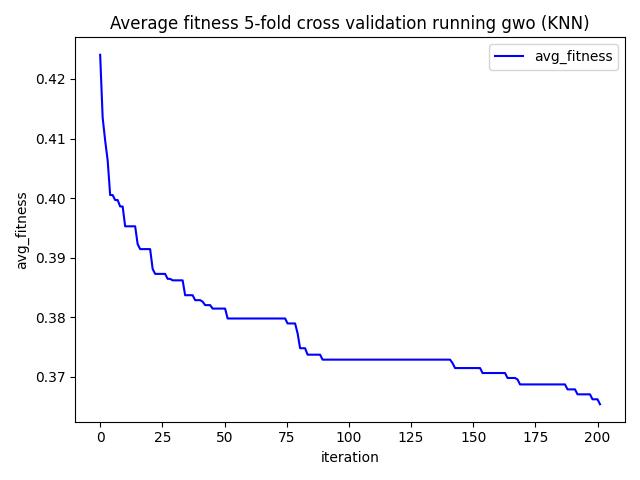 Average fitness 5-fold cross validation running gwo (KNN)
avg_fitness
0.42
0.41
0.40
0.39
0.38
0.37
avg_fitness
0 25 50 75 100 125 150 175 200
iteration